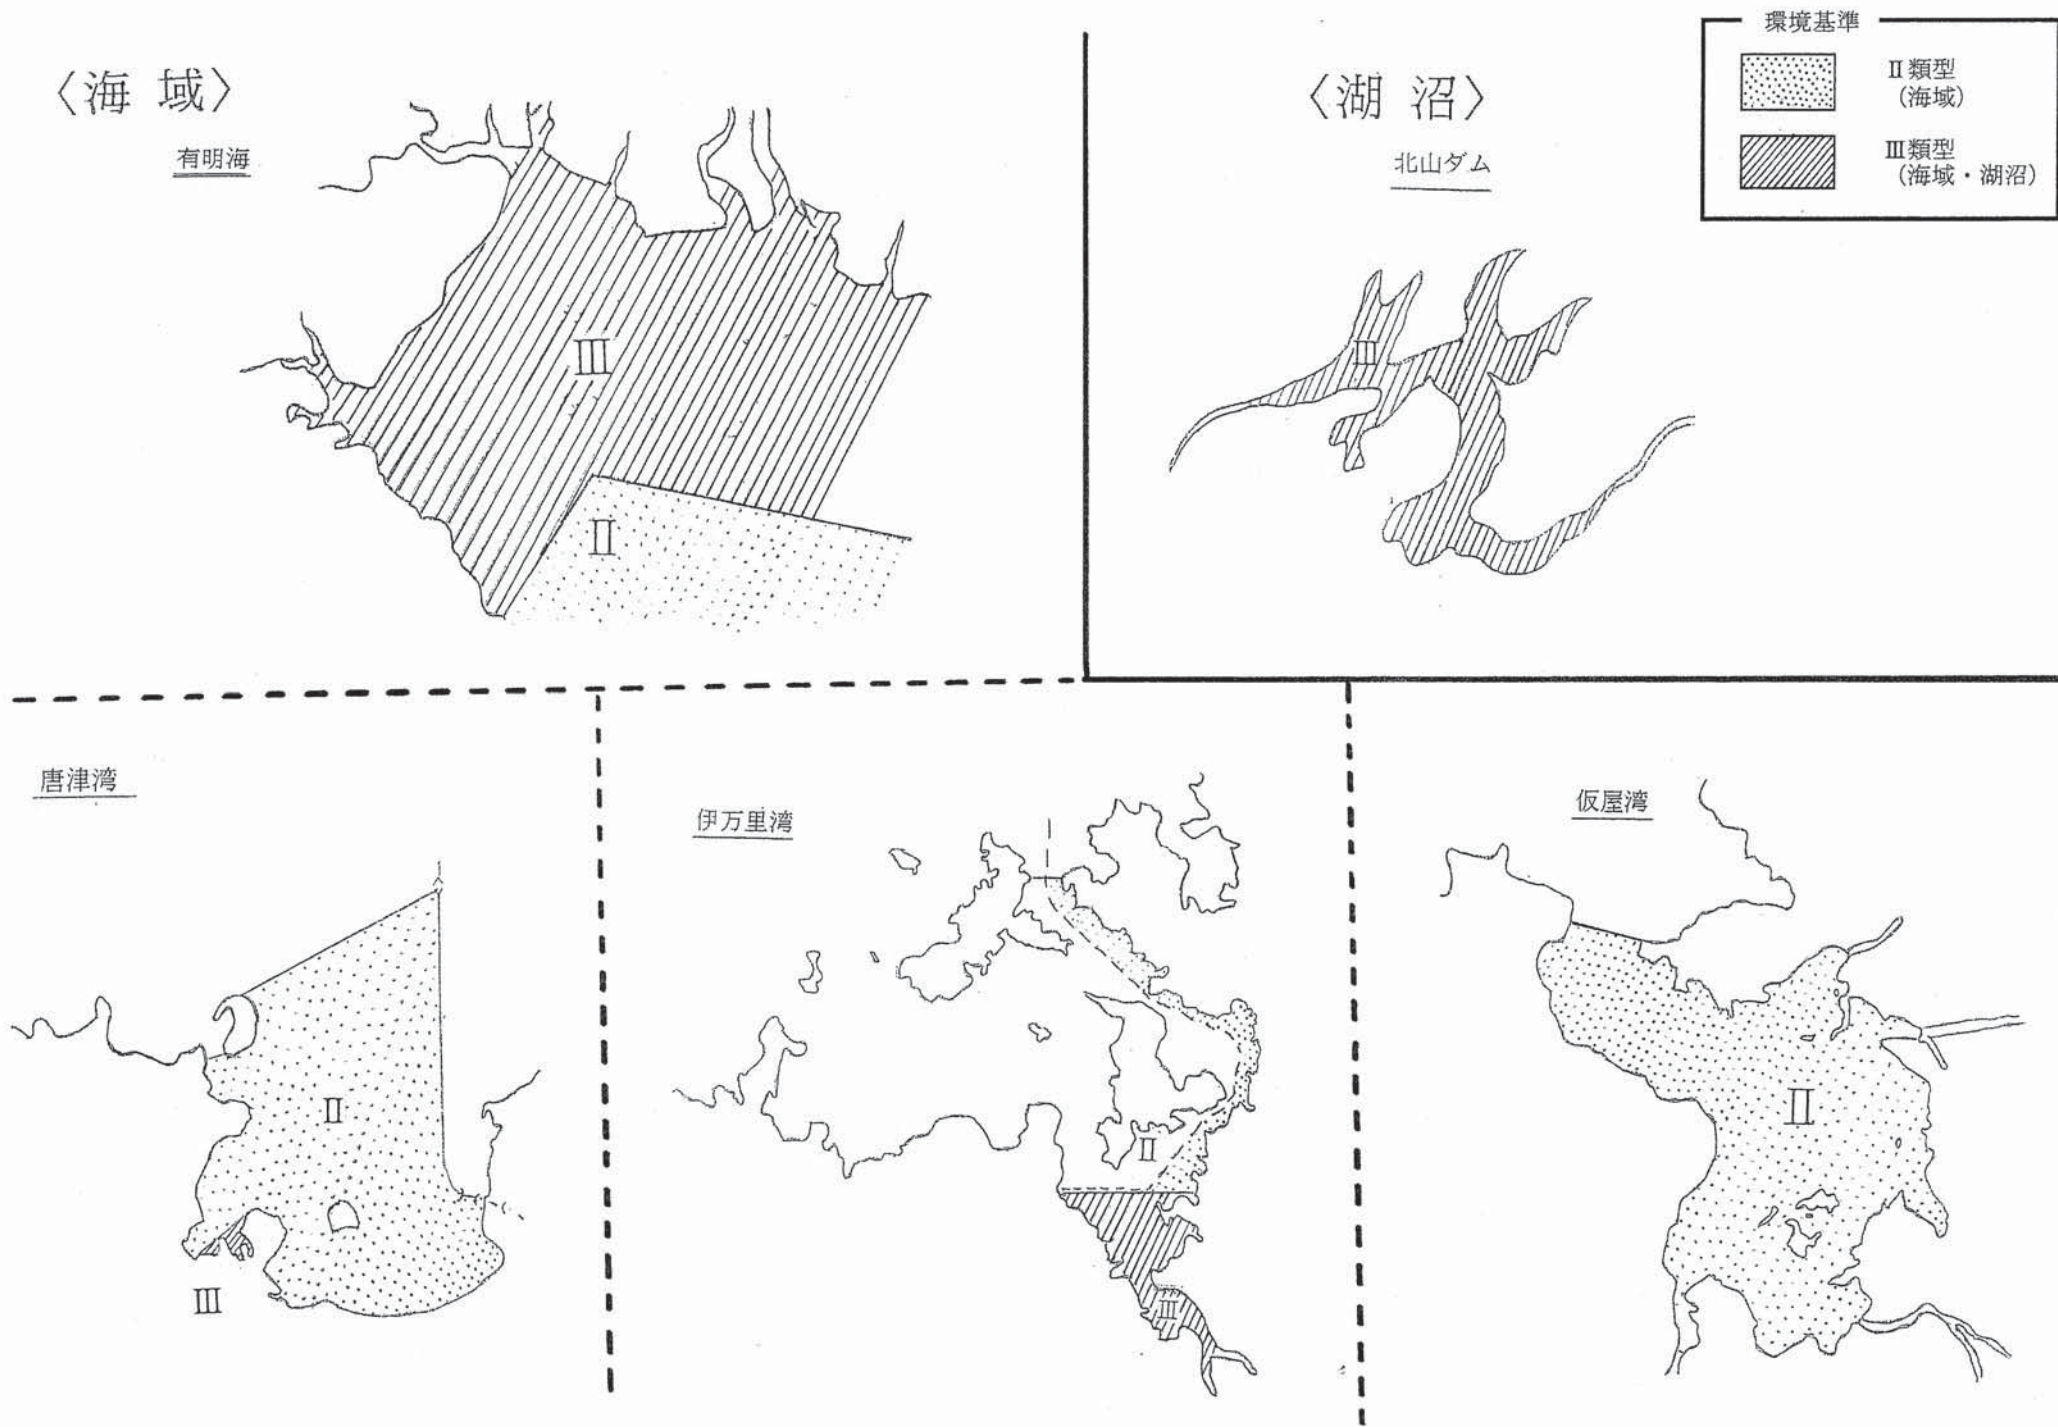 環境基準
Ⅱ類型
(海域)
Ⅲ類型
(海域・湖沼)
〈海 域〉
有明海
Ⅲ
Ⅱ
〈湖 沼〉
北山ダム
Ⅲ
唐津湾
Ⅱ
Ⅲ
伊万里湾
Ⅱ
Ⅲ
仮屋湾
Ⅱ